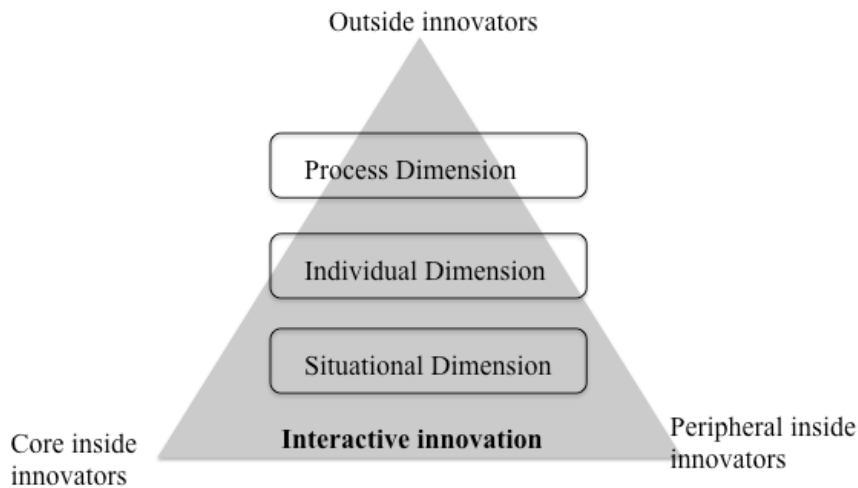 Outside innovators
Process Dimension
Individual Dimension
Situational Dimension
Interactive innovation
Core inside
innovators
Peripheral inside
innovators